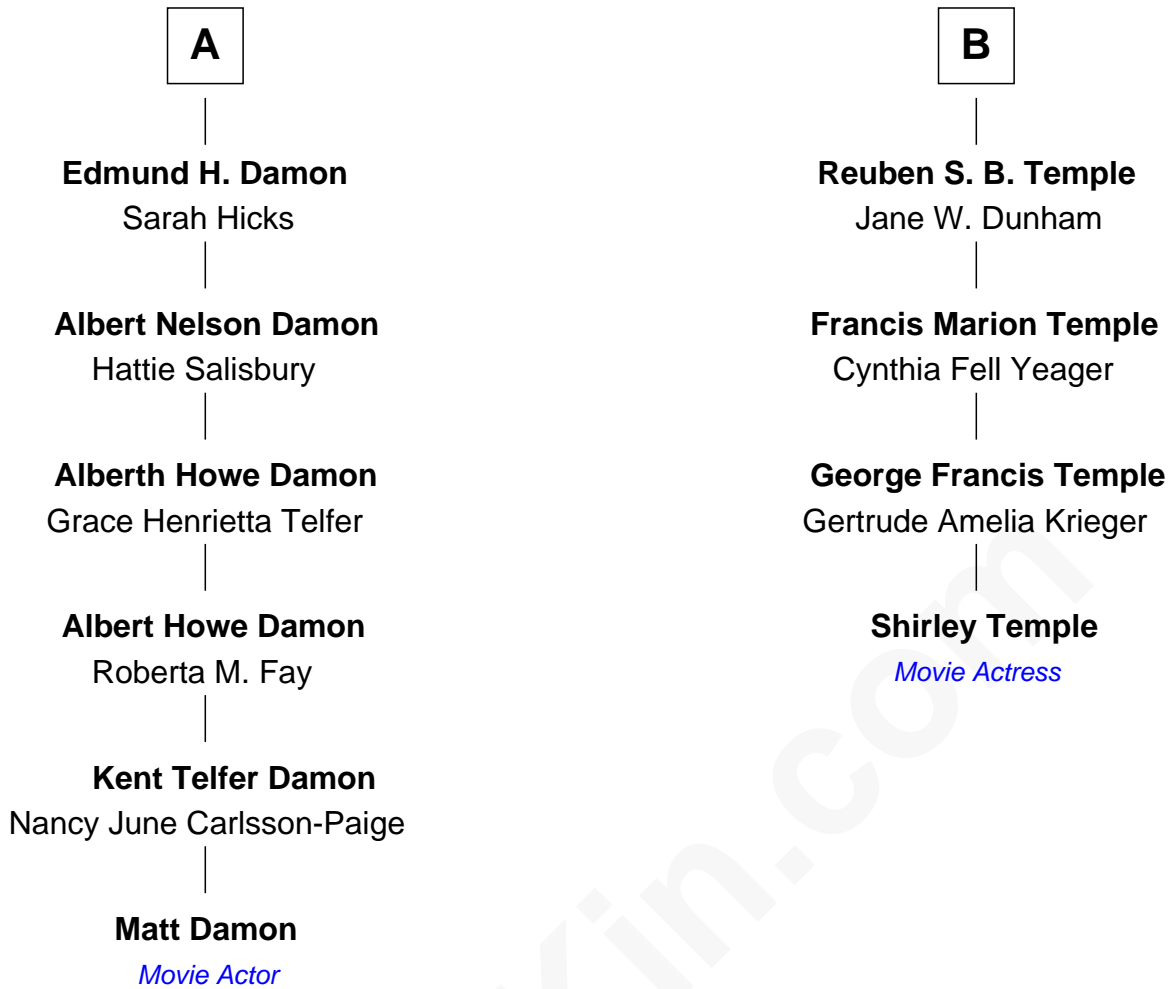 A
Edmund H. Damon
Sarah Hicks
Albert Nelson Damon
Hattie Salisbury
Alberth Howe Damon
Grace Henrietta Telfer
Albert Howe Damon
Roberta M. Fay
Kent Telfer Damon
Nancy June Carlsson-Paige
Matt Damon
Movie Actor
B
Reuben S. B. Temple
Jane W. Dunham
Francis Marion Temple
Cynthia Fell Yeager
George Francis Temple
Gertrude Amelia Krieger
Shirley Temple
Movie Actress
Kin.com